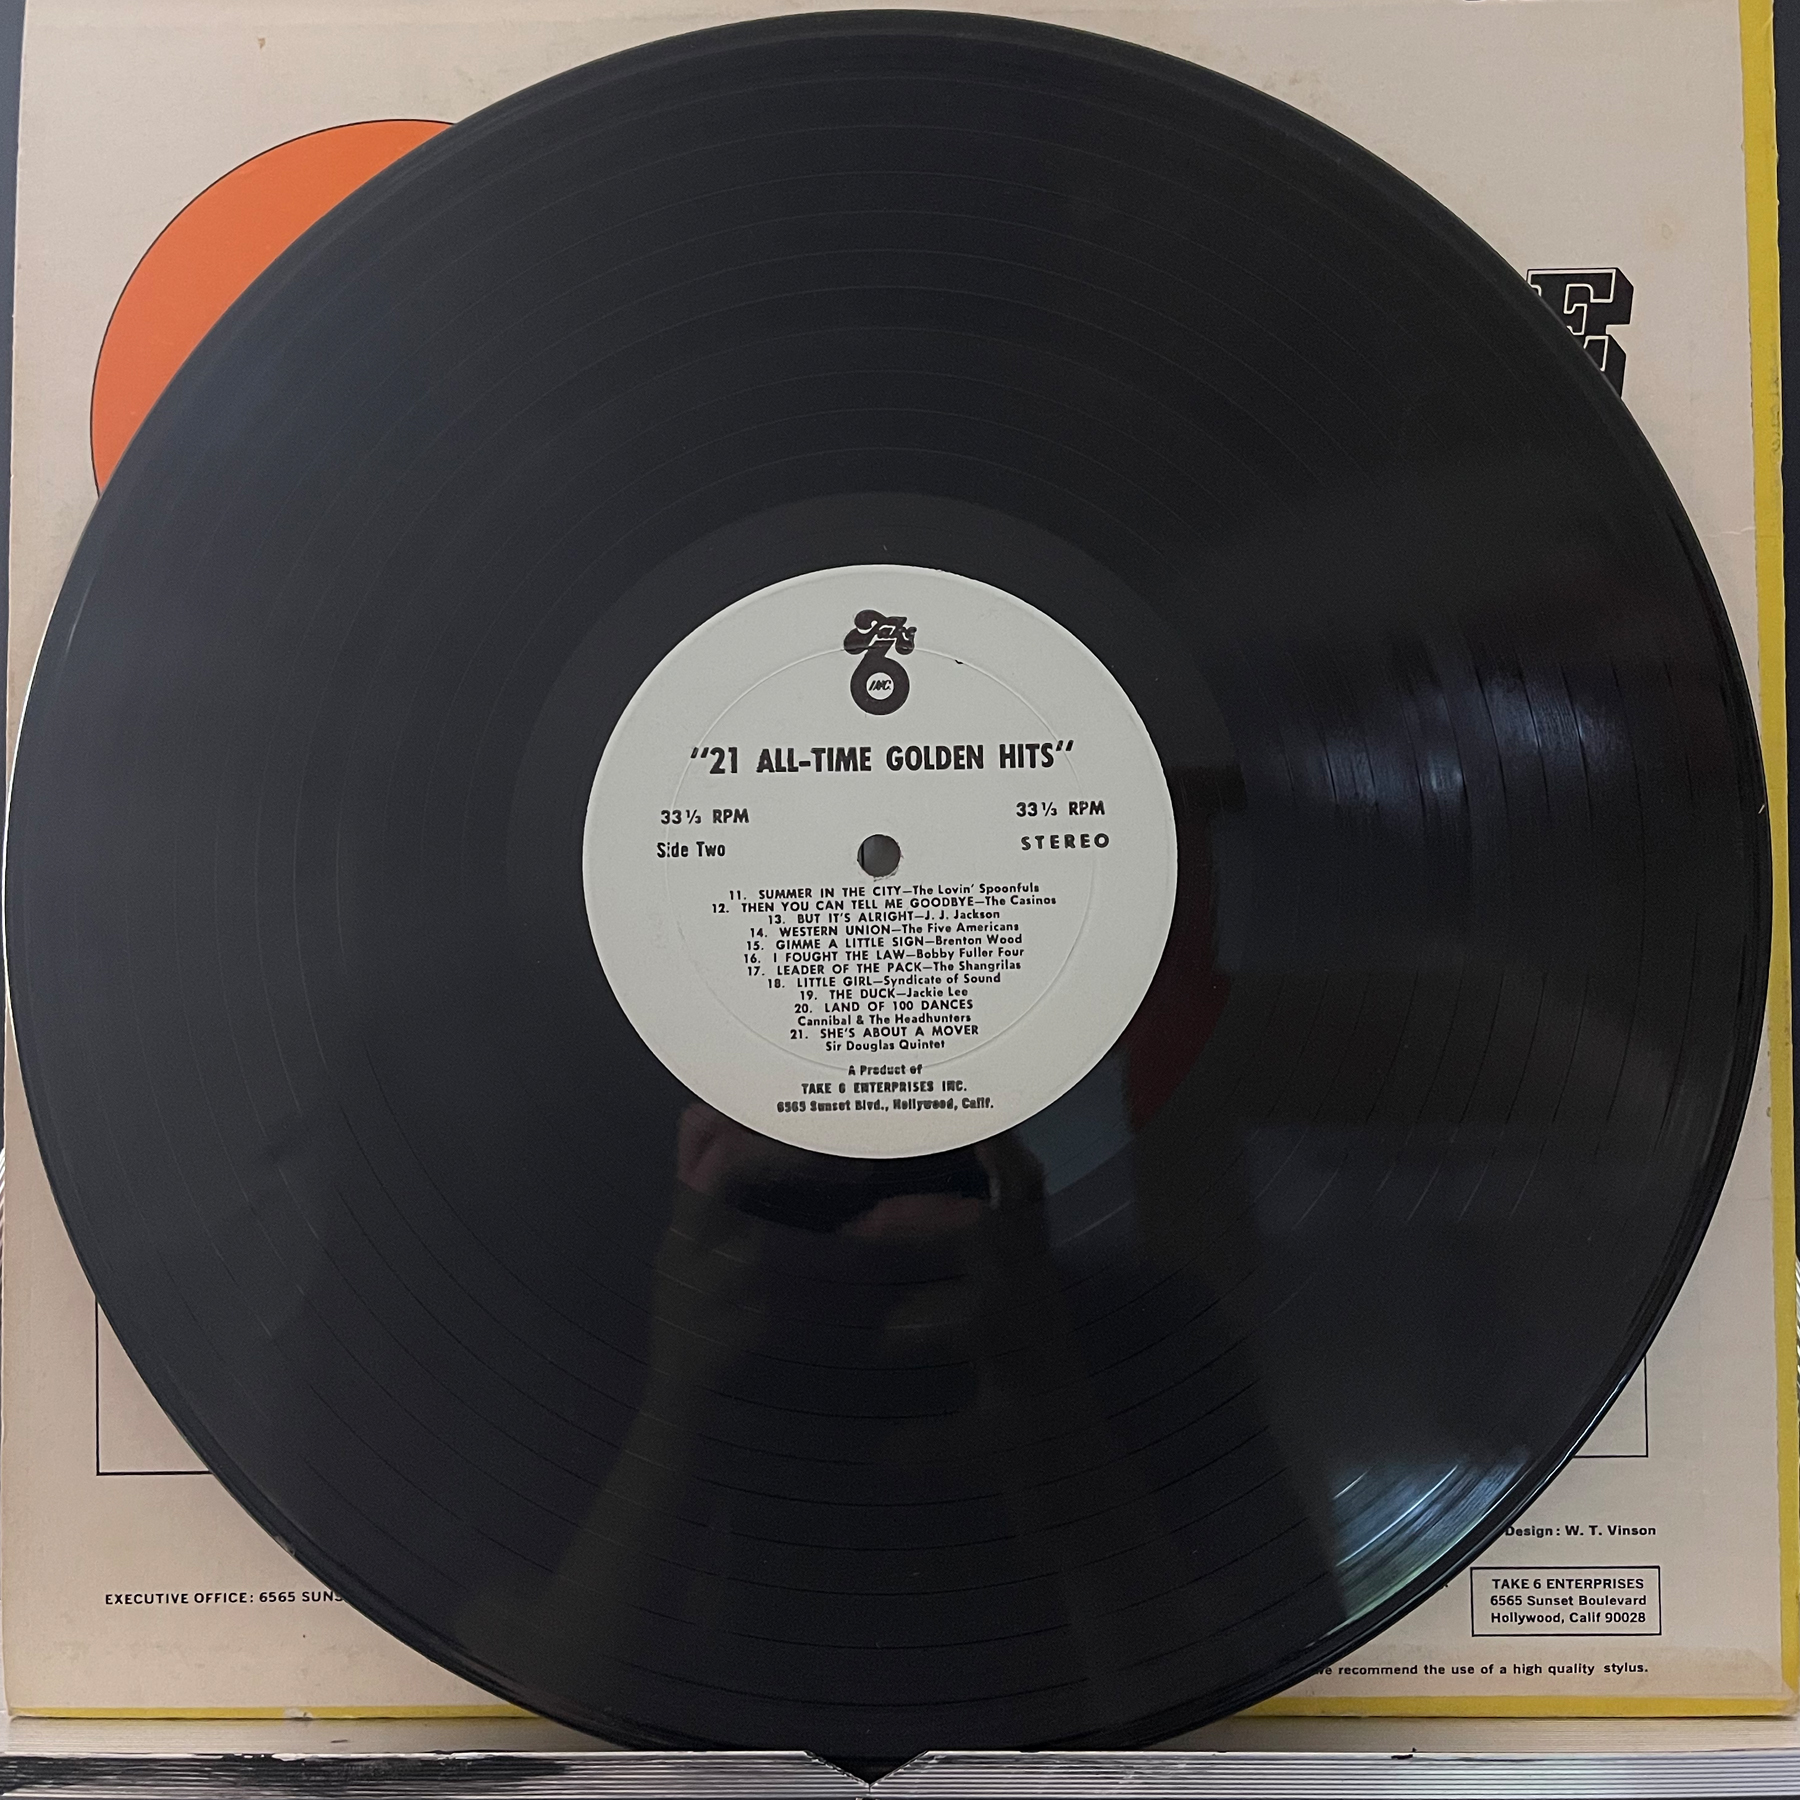 Take
6
INC.
"21 ALL-TIME GOLDEN HITS"
33 1/3 RPM
33 1/3 RPM
Side Two
STEREO
11. SUMMER IN THE CITY—The Lovin' Spoonfuls
12. THEN YOU CAN TELL ME GOODBYE—The Casinos
13. BUT IT'S ALRIGHT—J. J. Jackson
14. WESTERN UNION—The Five Americans
15. GIMME A LITTLE SIGN—Brenton Wood
16. I FOUGHT THE LAW—Bobby Fuller Four
17. LEADER OF THE PACK—The Shangrilas
18. LITTLE GIRL—Syndicate of Sound
19. THE DUCK—Jackie Lee
20. LAND OF 100 DANCES
Cannibal & The Headhunters
21. SHE'S ABOUT A MOVER
Sir Douglas Quintet
A Product of
TAKE 6 ENTERPRISES INC.
6565 Sunset Blvd., Hollywood, Calif.
Design: W. T. Vinson
EXECUTIVE OFFICE: 6565
TAKE 6 ENTERPRISES
6565 Sunset Boulevard
Hollywood, Calif 90028
recommend the use of a high quality stylus.